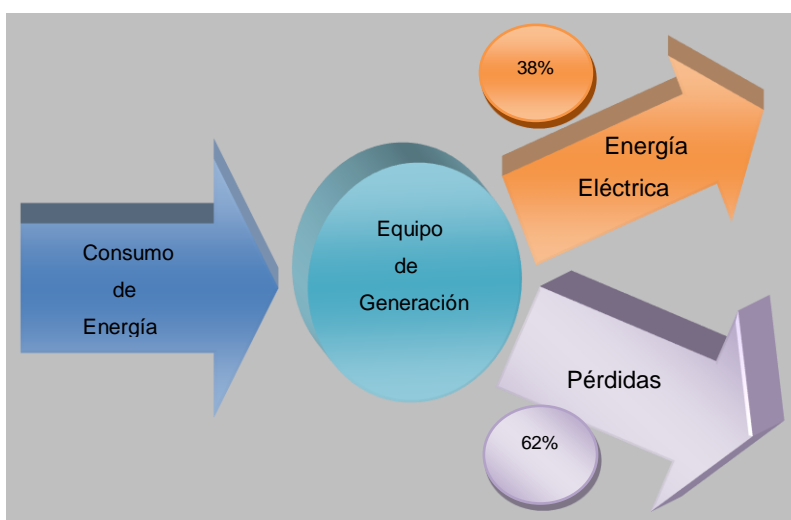 Consumo
de
Energía
Equipo
de
Generación
38%
Energía
Eléctrica
Pérdidas
62%